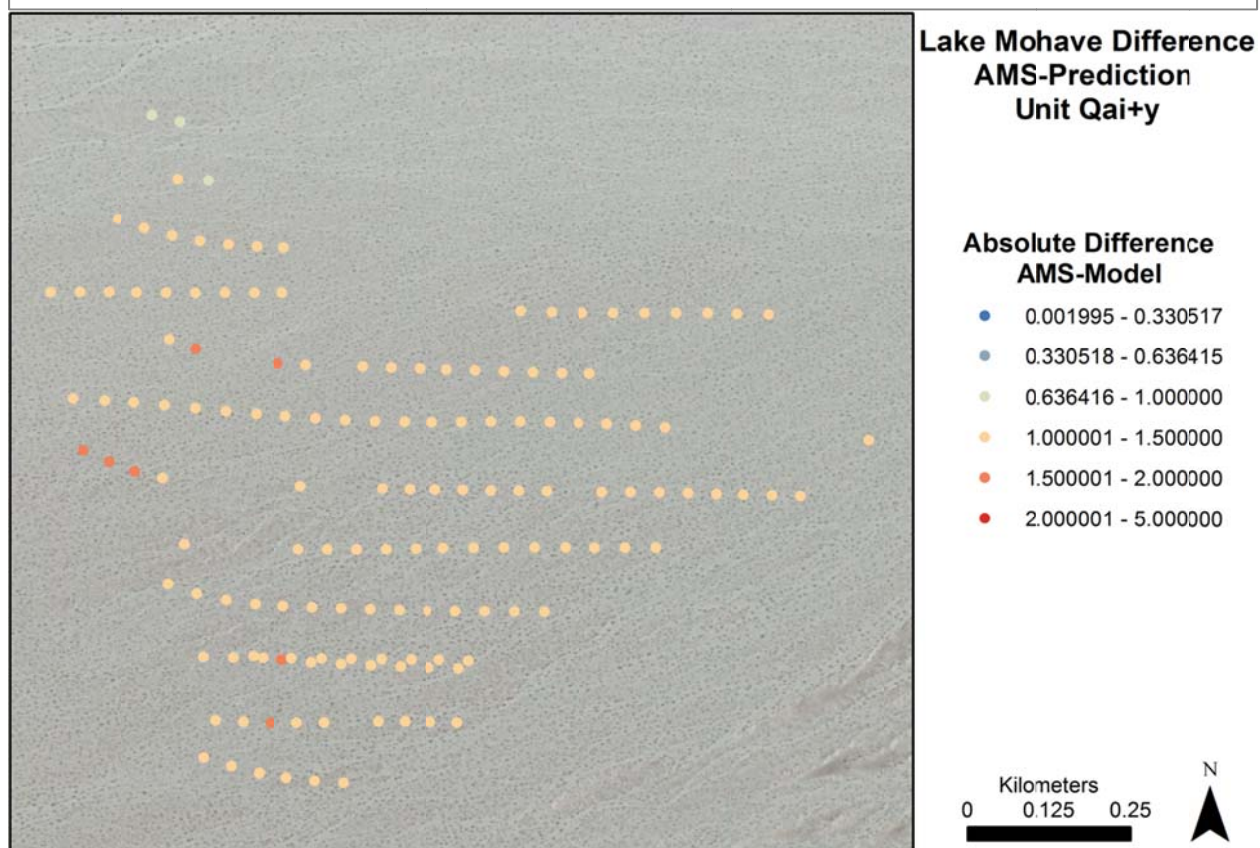 Lake Mohave Difference
AMS-Prediction
Unit Qai+y
Absolute Difference
AMS-Model
0.001995 - 0.330517
0.330518 - 0.636415
0.636416 - 1.000000
1.000001 - 1.500000
1.500001 - 2.000000
2.000001 - 5.000000
N
Kilometers
0 0.125 0.25